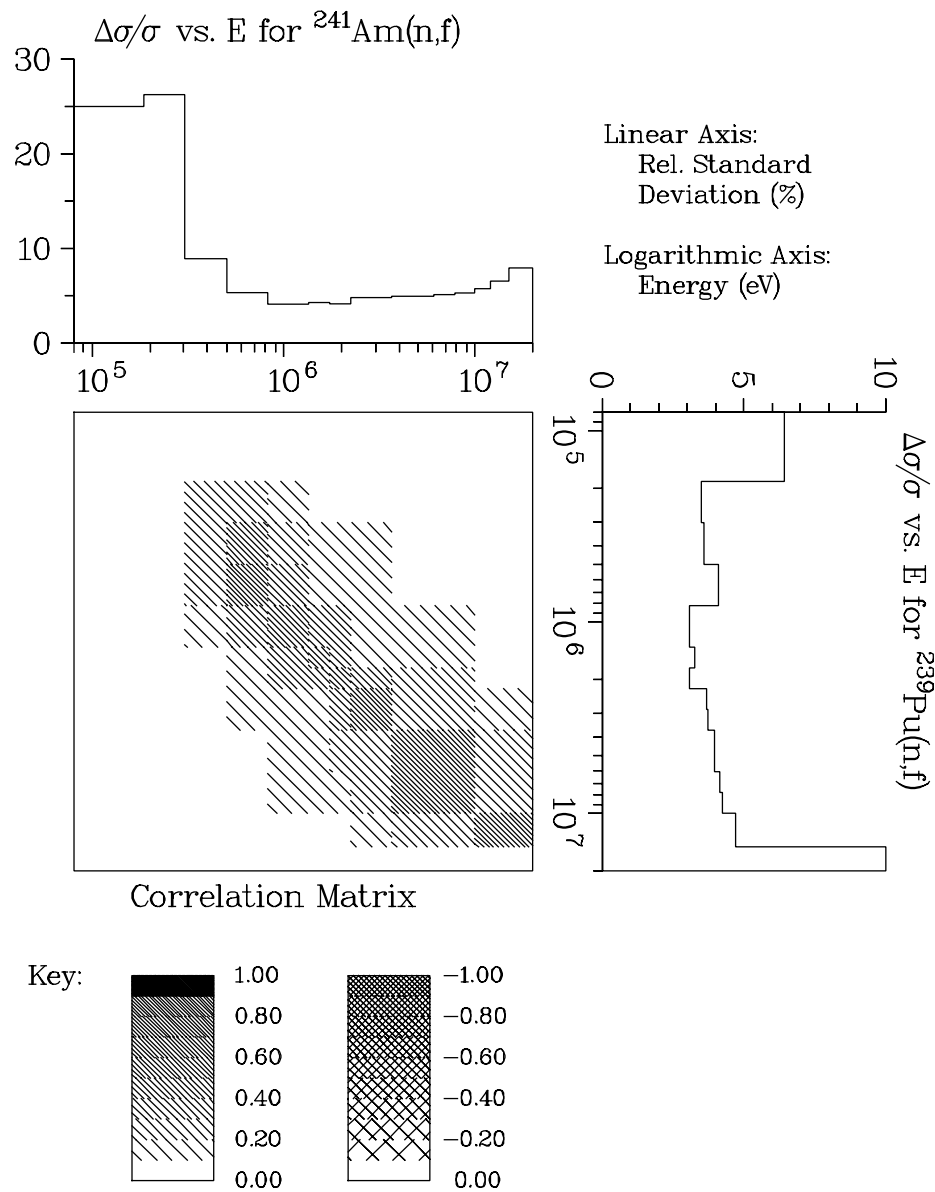 Δσ/σ vs. E for ²⁴¹Am(n,f)
30
20
10
0
10⁵
10⁶
10⁷
Linear Axis:
Rel. Standard
Deviation (%)
Logarithmic Axis:
Energy (eV)
0
5
10
10⁵
10⁶
10⁷
Δσ/σ vs. E for ²³⁹Pu(n,f)
Correlation Matrix
Key:
1.00
0.80
0.60
0.40
0.20
0.00
−1.00
−0.80
−0.60
−0.40
−0.20
0.00